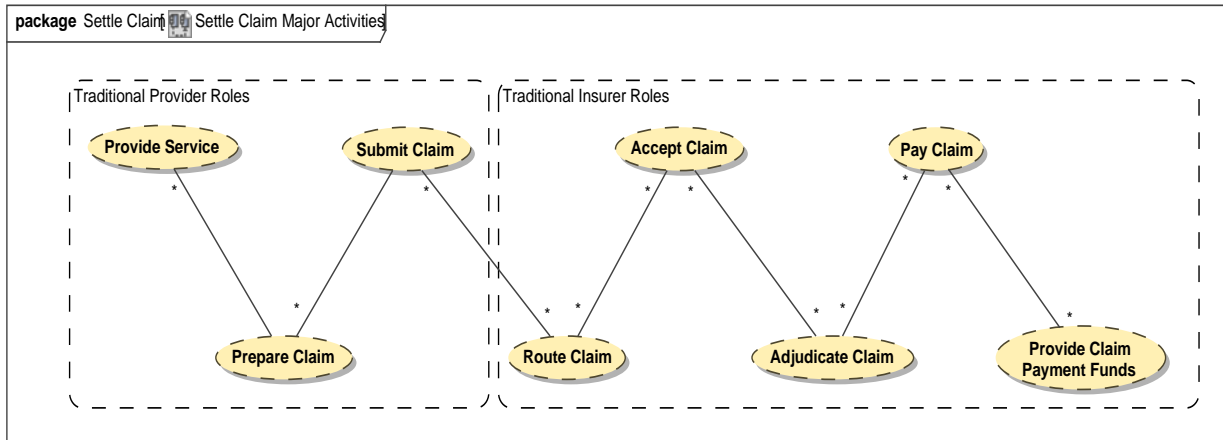 package Settle Claim[ Settle Claim Major Activities]
Traditional Provider Roles
Traditional Insurer Roles
Provide Service
Submit Claim
Accept Claim
Pay Claim
* * * * * *
* * * * * *
Prepare Claim
Route Claim
Adjudicate Claim
Provide Claim
Payment Funds